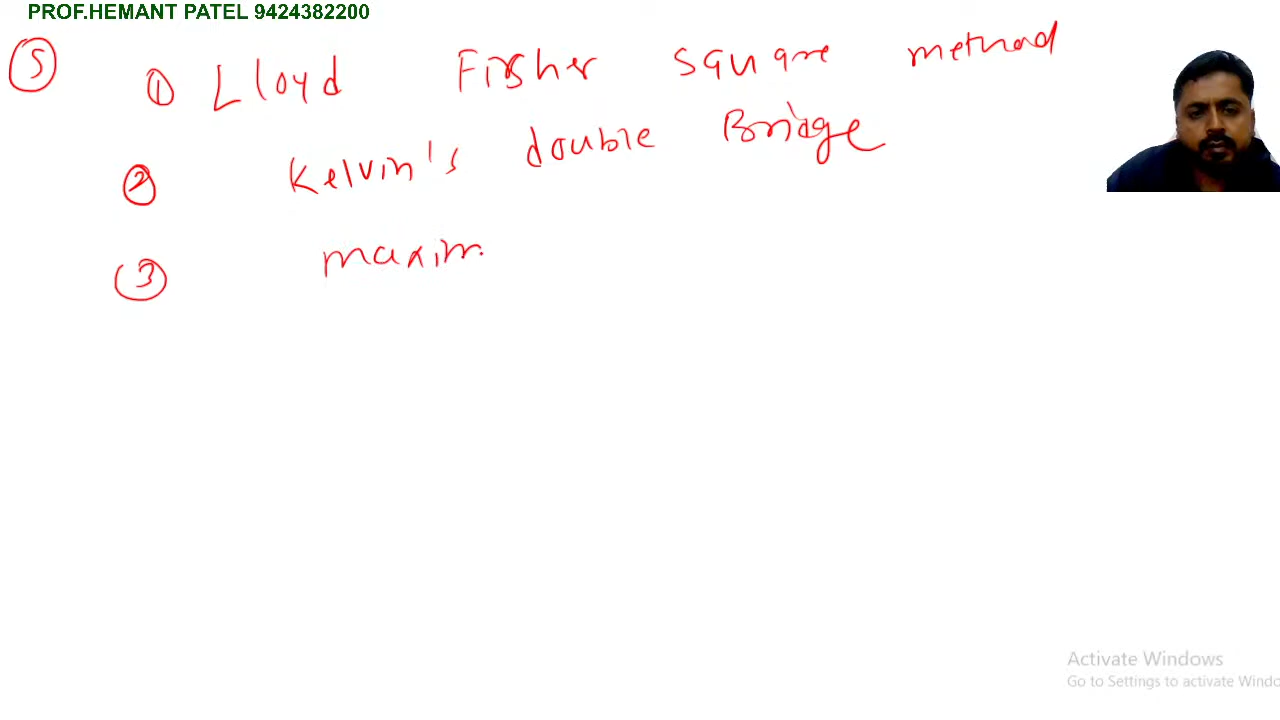 PROF.HEMANT PATEL 9424382200
5
1 Lloyd Fisher square method
2 Kelvin's double Bridge
3 maxim
Activate Windows
Go to Settings to activate Windo